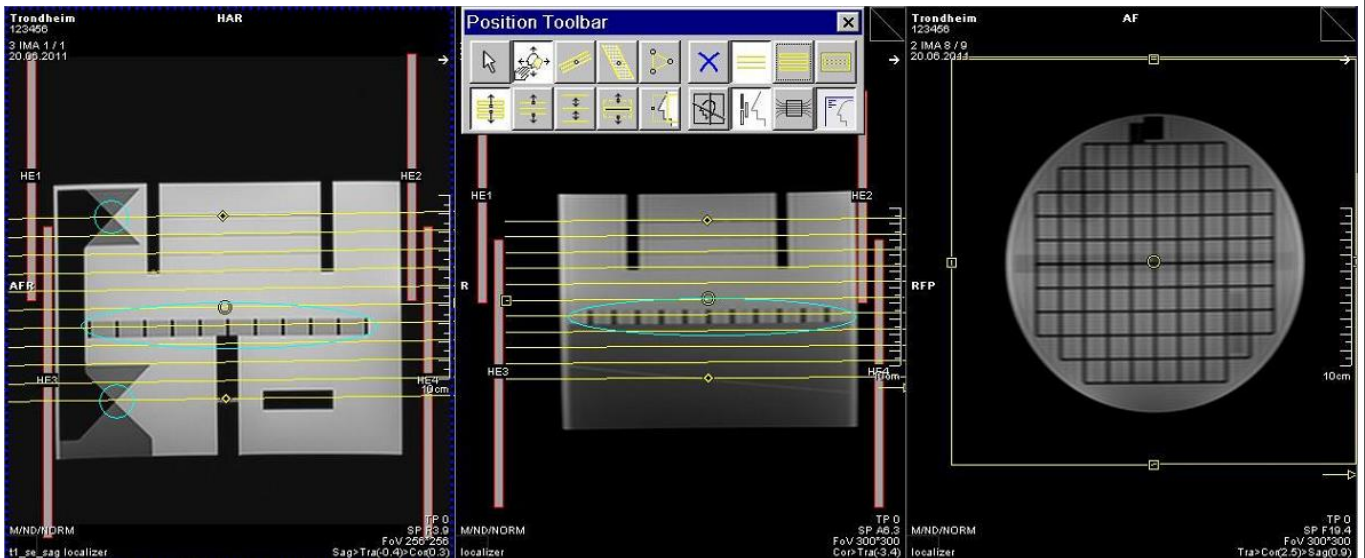 Trondheim
123456
3 IMA 1 / 1
20.06.2011
HAR
HE1
HE2
AFR
HE3
HE4
10cm
M/ND/NORM
t1_se_sag localizer
TP 0
SP R3.9
FoV 256*256
Sag>Tra(-0.4)>Cor(0.3)
Position Toolbar
HE1
HE2
R
HE3
HE4
10cm
M/ND/NORM
localizer
TP 0
SP A6.3
FoV 300*300
Cor>Tra(-3.4)
Trondheim
123456
2 IMA 8 / 9
20.06.2011
AF
RFP
10cm
M/ND/NORM
localizer
TP 0
SP F19.4
FoV 300*300
Tra>Cor(2.5)>Sag(0.9)